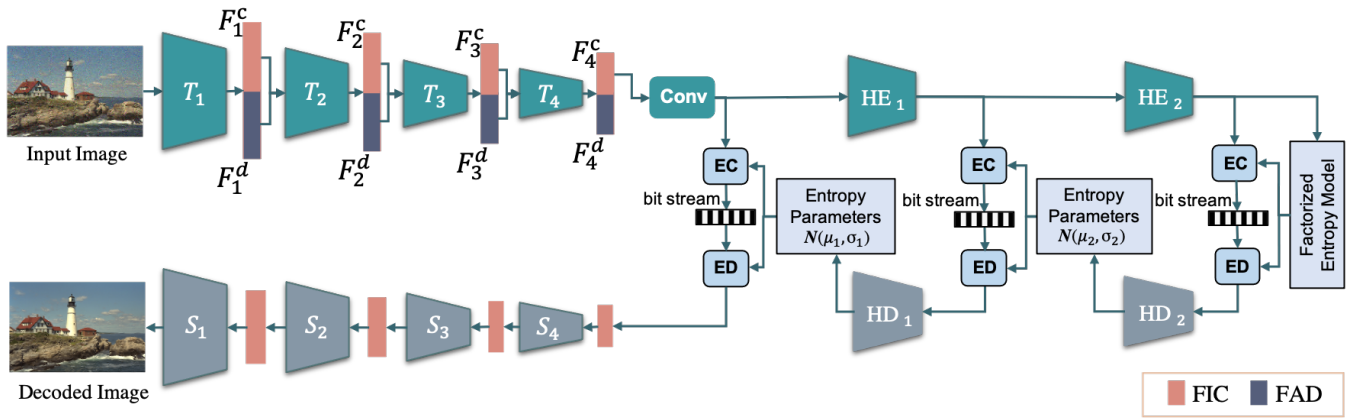 F₁ᶜ
F₂ᶜ
F₃ᶜ
F₄ᶜ
T₁
T₂
T₃
T₄
Conv
HE ₁
HE ₂
Input Image
F₁ᵈ
F₂ᵈ
F₃ᵈ
F₄ᵈ
EC
EC
EC
bit stream
bit stream
bit stream
Entropy
Parameters
N(μ₁,σ₁)
Entropy
Parameters
N(μ₂,σ₂)
Factorized
Entropy Model
ED
ED
ED
S₁
S₂
S₃
S₄
HD ₁
HD ₂
Decoded Image
FIC
FAD